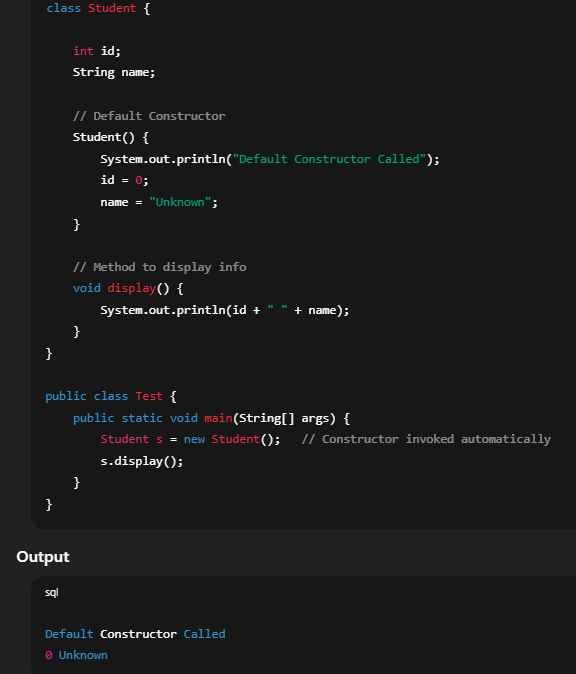 class Student {
int id;
String name;
// Default Constructor
Student() {
System.out.println("Default Constructor Called");
id = 0;
name = "Unknown";
}
// Method to display info
void display() {
System.out.println(id + " " + name);
}
}
public class Test {
public static void main(String[] args) {
Student s = new Student();   // Constructor invoked automatically
s.display();
}
}
Output
sql
Default Constructor Called
0 Unknown